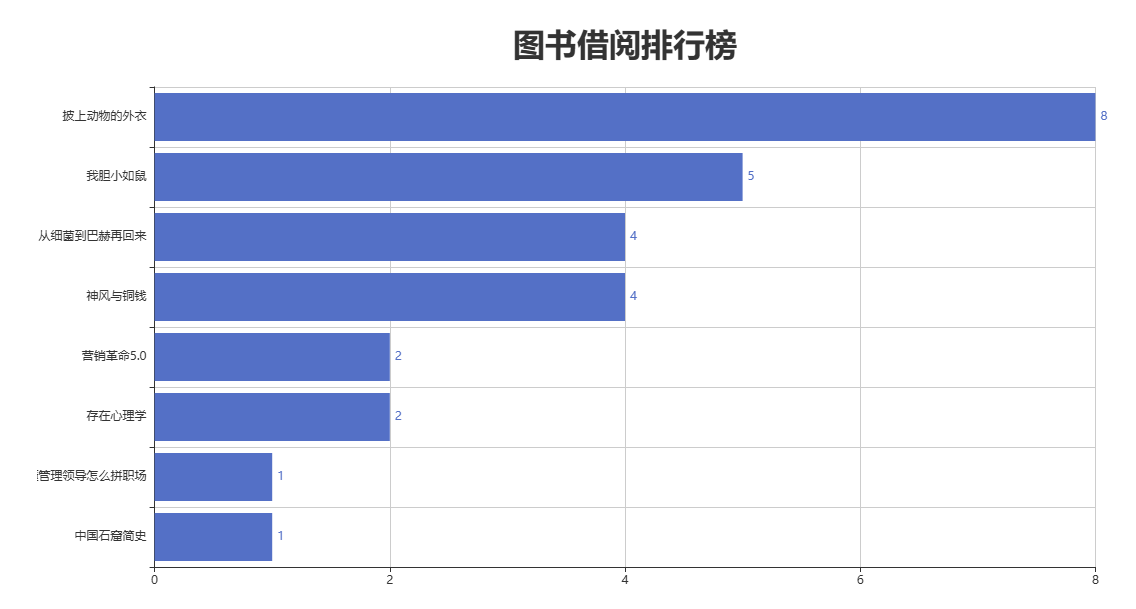 图书借阅排行榜
披上动物的外衣 8
我胆小如鼠 5
从细菌到巴赫再回来 4
神风与铜钱 4
营销革命5.0 2
存在心理学 2
管理领导怎么拼职场 1
中国石窟简史 1
0 2 4 6 8